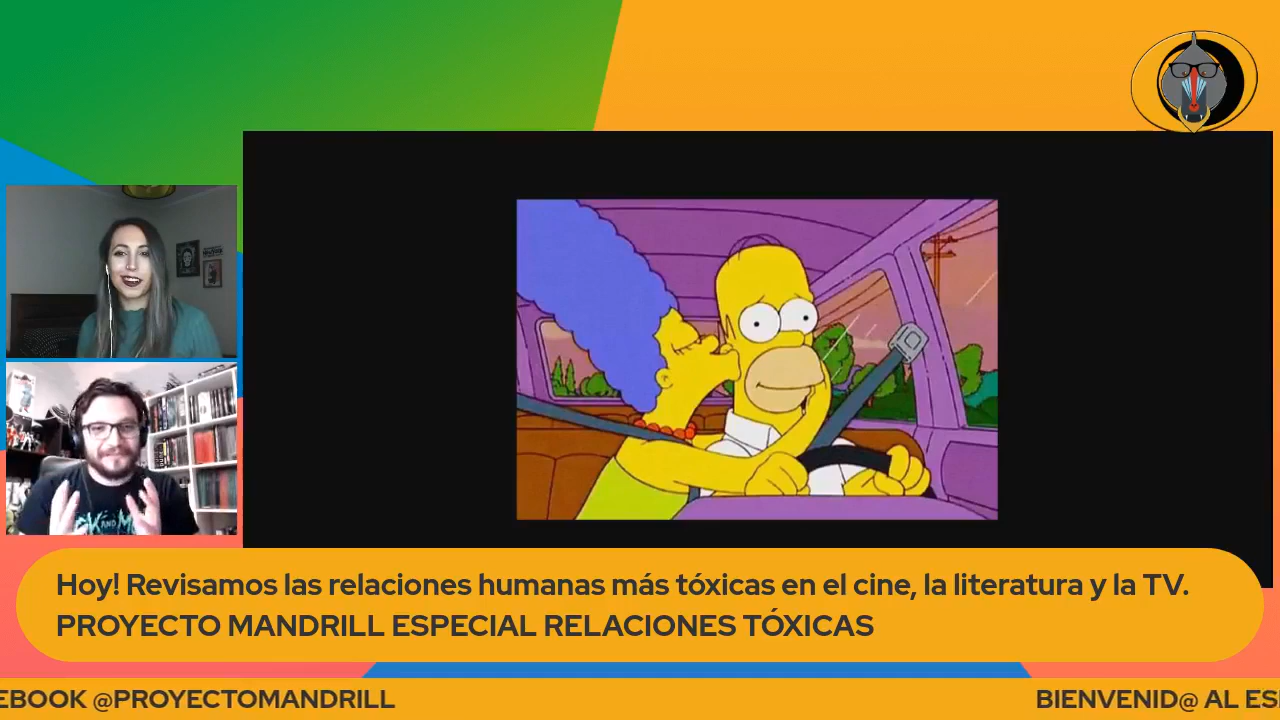 Hoy! Revisamos las relaciones humanas más tóxicas en el cine, la literatura y la TV.
PROYECTO MANDRILL ESPECIAL RELACIONES TÓXICAS
EBOOK @PROYECTOMANDRILL
BIENVENID@ AL